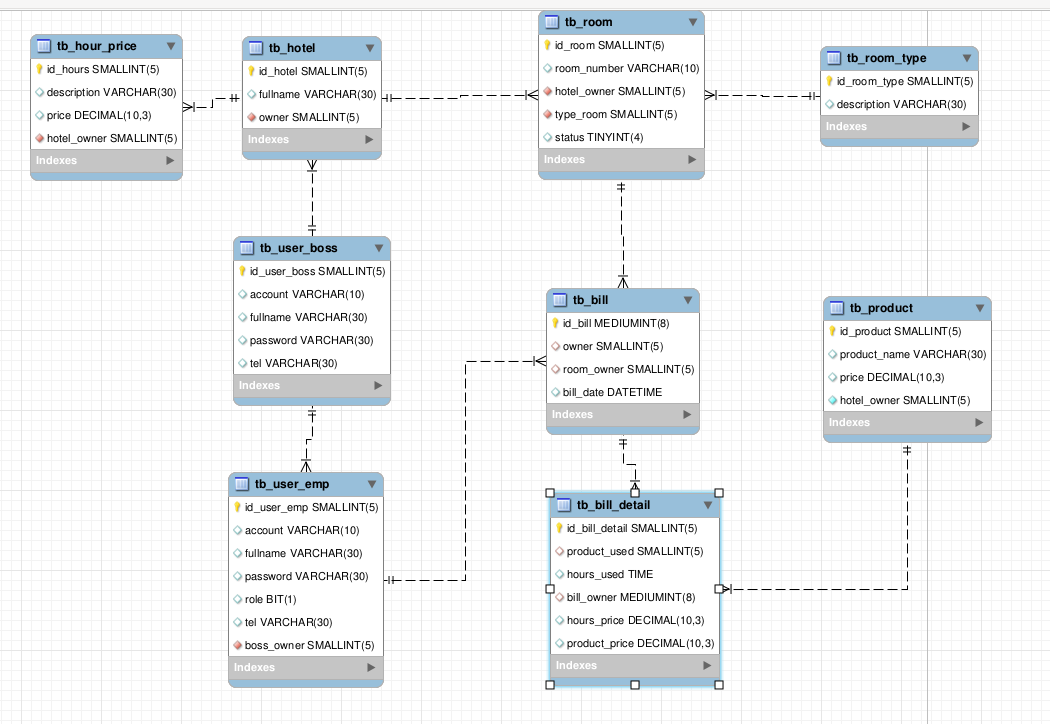 tb_hour_price
id_hours SMALLINT(5)
description VARCHAR(30)
price DECIMAL(10,3)
hotel_owner SMALLINT(5)
Indexes
tb_hotel
id_hotel SMALLINT(5)
fullname VARCHAR(30)
owner SMALLINT(5)
Indexes
tb_room
id_room SMALLINT(5)
room_number VARCHAR(10)
hotel_owner SMALLINT(5)
type_room SMALLINT(5)
status TINYINT(4)
Indexes
tb_room_type
id_room_type SMALLINT(5)
description VARCHAR(30)
Indexes
tb_user_boss
id_user_boss SMALLINT(5)
account VARCHAR(10)
fullname VARCHAR(30)
password VARCHAR(30)
tel VARCHAR(30)
Indexes
tb_bill
id_bill MEDIUMINT(8)
owner SMALLINT(5)
room_owner SMALLINT(5)
bill_date DATETIME
Indexes
tb_product
id_product SMALLINT(5)
product_name VARCHAR(30)
price DECIMAL(10,3)
hotel_owner SMALLINT(5)
Indexes
tb_user_emp
id_user_emp SMALLINT(5)
account VARCHAR(10)
fullname VARCHAR(30)
password VARCHAR(30)
role BIT(1)
tel VARCHAR(30)
boss_owner SMALLINT(5)
Indexes
tb_bill_detail
id_bill_detail SMALLINT(5)
product_used SMALLINT(5)
hours_used TIME
bill_owner MEDIUMINT(8)
hours_price DECIMAL(10,3)
product_price DECIMAL(10,3)
Indexes